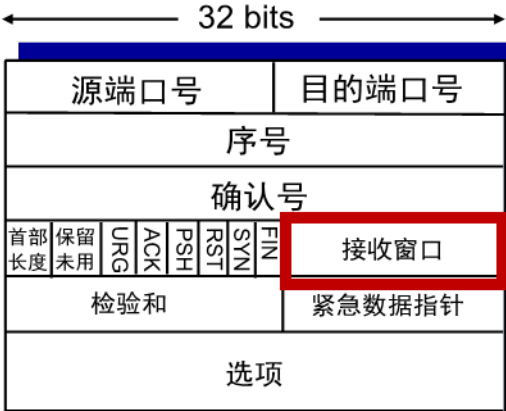 32 bits
源端口号 目的端口号
序号
确认号
首部长度 保留未用 URG ACK PSH RST SYN FIN 接收窗口
检验和 紧急数据指针
选项